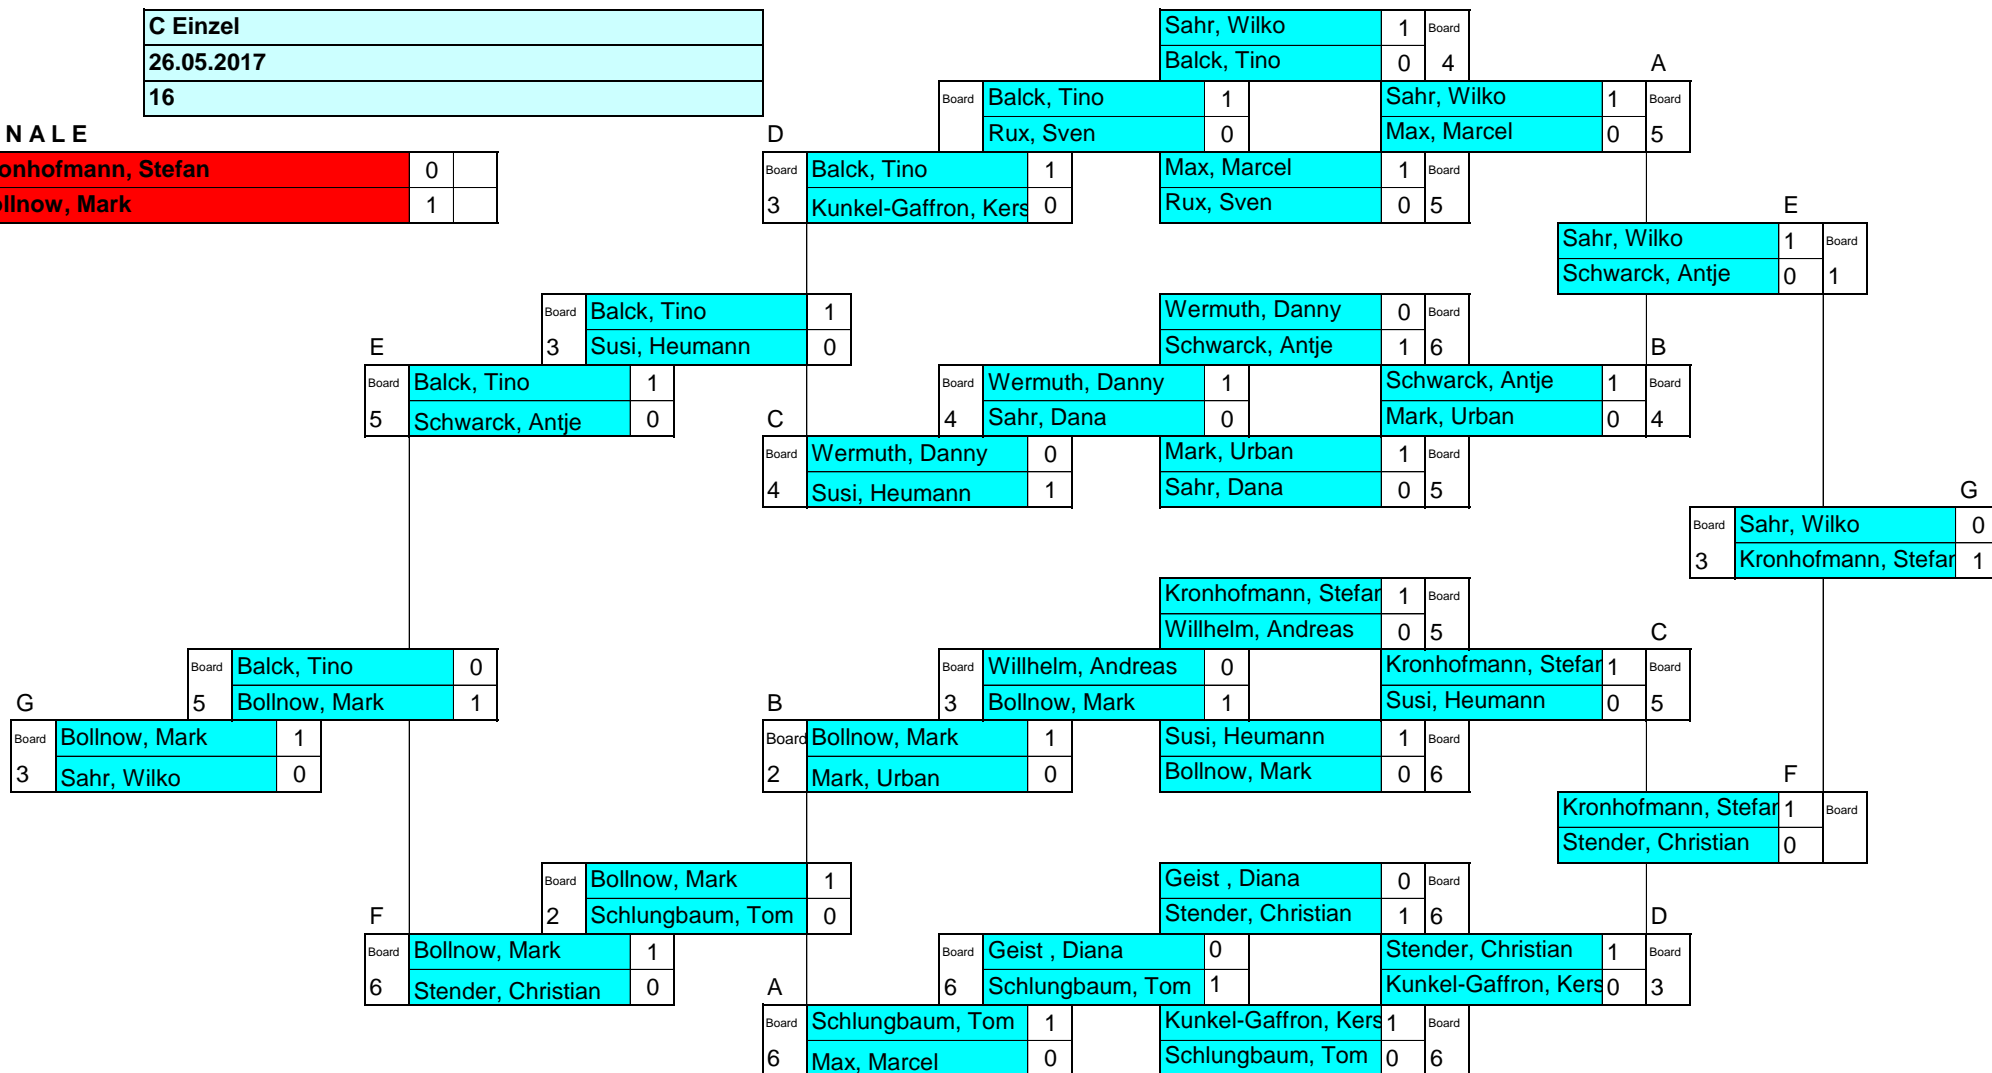 C Einzel
26.05.2017
16
N A L E
onhofmann, Stefan 0
ollnow, Mark 1
Sahr, Wilko 1 Board
Balck, Tino 0 4
A
Board Balck, Tino 1
Rux, Sven 0
Sahr, Wilko 1 Board
Max, Marcel 0 5
D
Board Balck, Tino 1
3 Kunkel-Gaffron, Kers 0
Max, Marcel 1 Board
Rux, Sven 0 5
E
Sahr, Wilko 1 Board
Schwarck, Antje 0 1
Board Balck, Tino 1
3 Susi, Heumann 0
Wermuth, Danny 0 Board
Schwarck, Antje 1 6
E
B
Board Balck, Tino 1
5 Schwarck, Antje 0
Board Wermuth, Danny 1
4 Sahr, Dana 0
Schwarck, Antje 1 Board
Mark, Urban 0 4
C
Board Wermuth, Danny 0
4 Susi, Heumann 1
Mark, Urban 1 Board
Sahr, Dana 0 5
G
Board Sahr, Wilko 0
3 Kronhofmann, Stefar 1
Kronhofmann, Stefar 1 Board
Willhelm, Andreas 0 5
C
Board Balck, Tino 0
5 Bollnow, Mark 1
Board Willhelm, Andreas 0
3 Bollnow, Mark 1
Kronhofmann, Stefar 1 Board
Susi, Heumann 0 5
G
B
Board Bollnow, Mark 1
3 Sahr, Wilko 0
Board Bollnow, Mark 1
2 Mark, Urban 0
Susi, Heumann 1 Board
Bollnow, Mark 0 6
F
Kronhofmann, Stefar 1 Board
Stender, Christian 0
Board Bollnow, Mark 1
2 Schlungbaum, Tom 0
Geist , Diana 0 Board
Stender, Christian 1 6
F
D
Board Bollnow, Mark 1
6 Stender, Christian 0
Board Geist , Diana 0
6 Schlungbaum, Tom 1
Stender, Christian 1 Board
Kunkel-Gaffron, Kers 0 3
A
Board Schlungbaum, Tom 1
6 Max, Marcel 0
Kunkel-Gaffron, Kers 1 Board
Schlungbaum, Tom 0 6